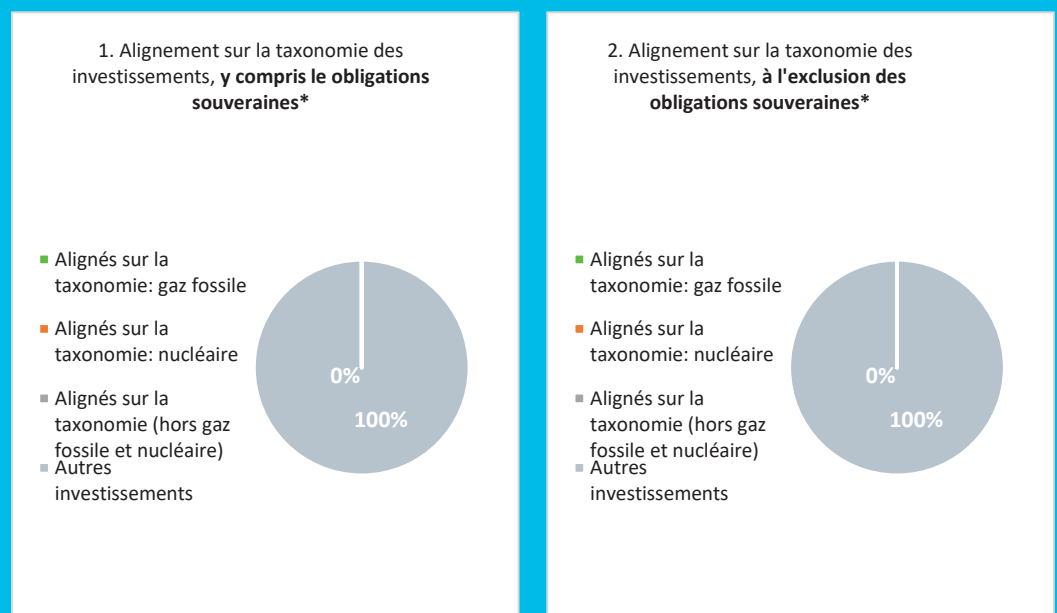 1. Alignement sur la taxonomie des
investissements, y compris le obligations
souveraines*
Alignés sur la
taxonomie: gaz fossile
Alignés sur la
taxonomie: nucléaire
Alignés sur la
taxonomie (hors gaz
fossile et nucléaire)
Autres
investissements
0%
100%
2. Alignement sur la taxonomie des
investissements, à l'exclusion des
obligations souveraines*
Alignés sur la
taxonomie: gaz fossile
Alignés sur la
taxonomie: nucléaire
Alignés sur la
taxonomie (hors gaz
fossile et nucléaire)
Autres
investissements
0%
100%